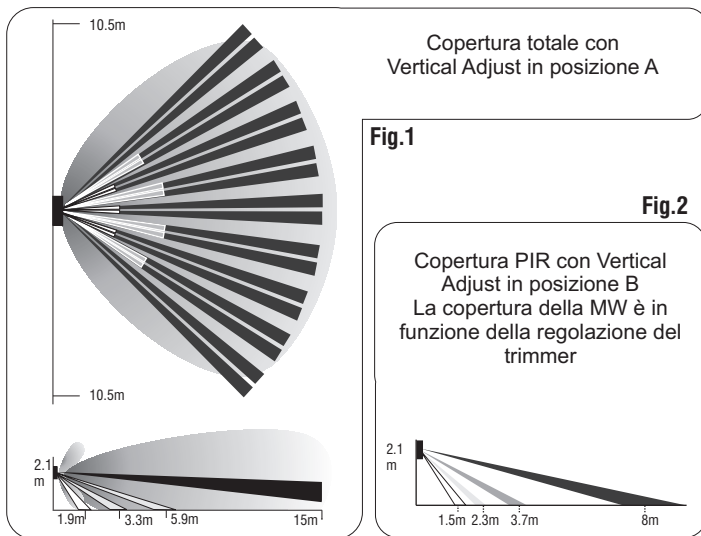 10.5m
Copertura totale con
Vertical Adjust in posizione A
Fig.1
10.5m
2.1
m
1.9m
3.3m
5.9m
15m
Fig.2
Copertura PIR con Vertical
Adjust in posizione B
La copertura della MW è in
funzione della regolazione del
trimmer
2.1
m
1.5m
2.3m
3.7m
8m